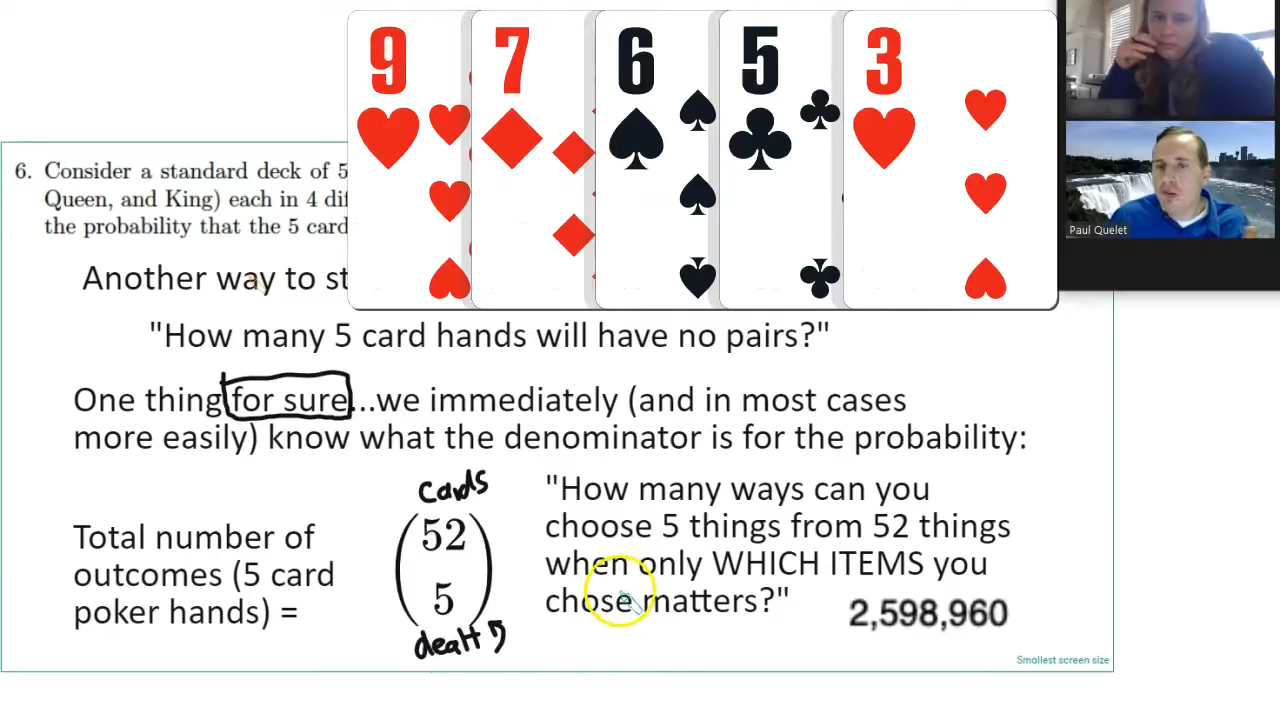 9 7 6 5 3
Paul Quelet
6. Consider a standard deck of 5
Queen, and King) each in 4 dif
the probability that the 5 card
Another way to st
"How many 5 card hands will have no pairs?"
One thing for sure...we immediately (and in most cases
more easily) know what the denominator is for the probability:
Total number of
outcomes (5 card
poker hands) =
cards
52
5
dealt
"How many ways can you
choose 5 things from 52 things
when only WHICH ITEMS you
chose matters?"
2,598,960
Smallest screen size